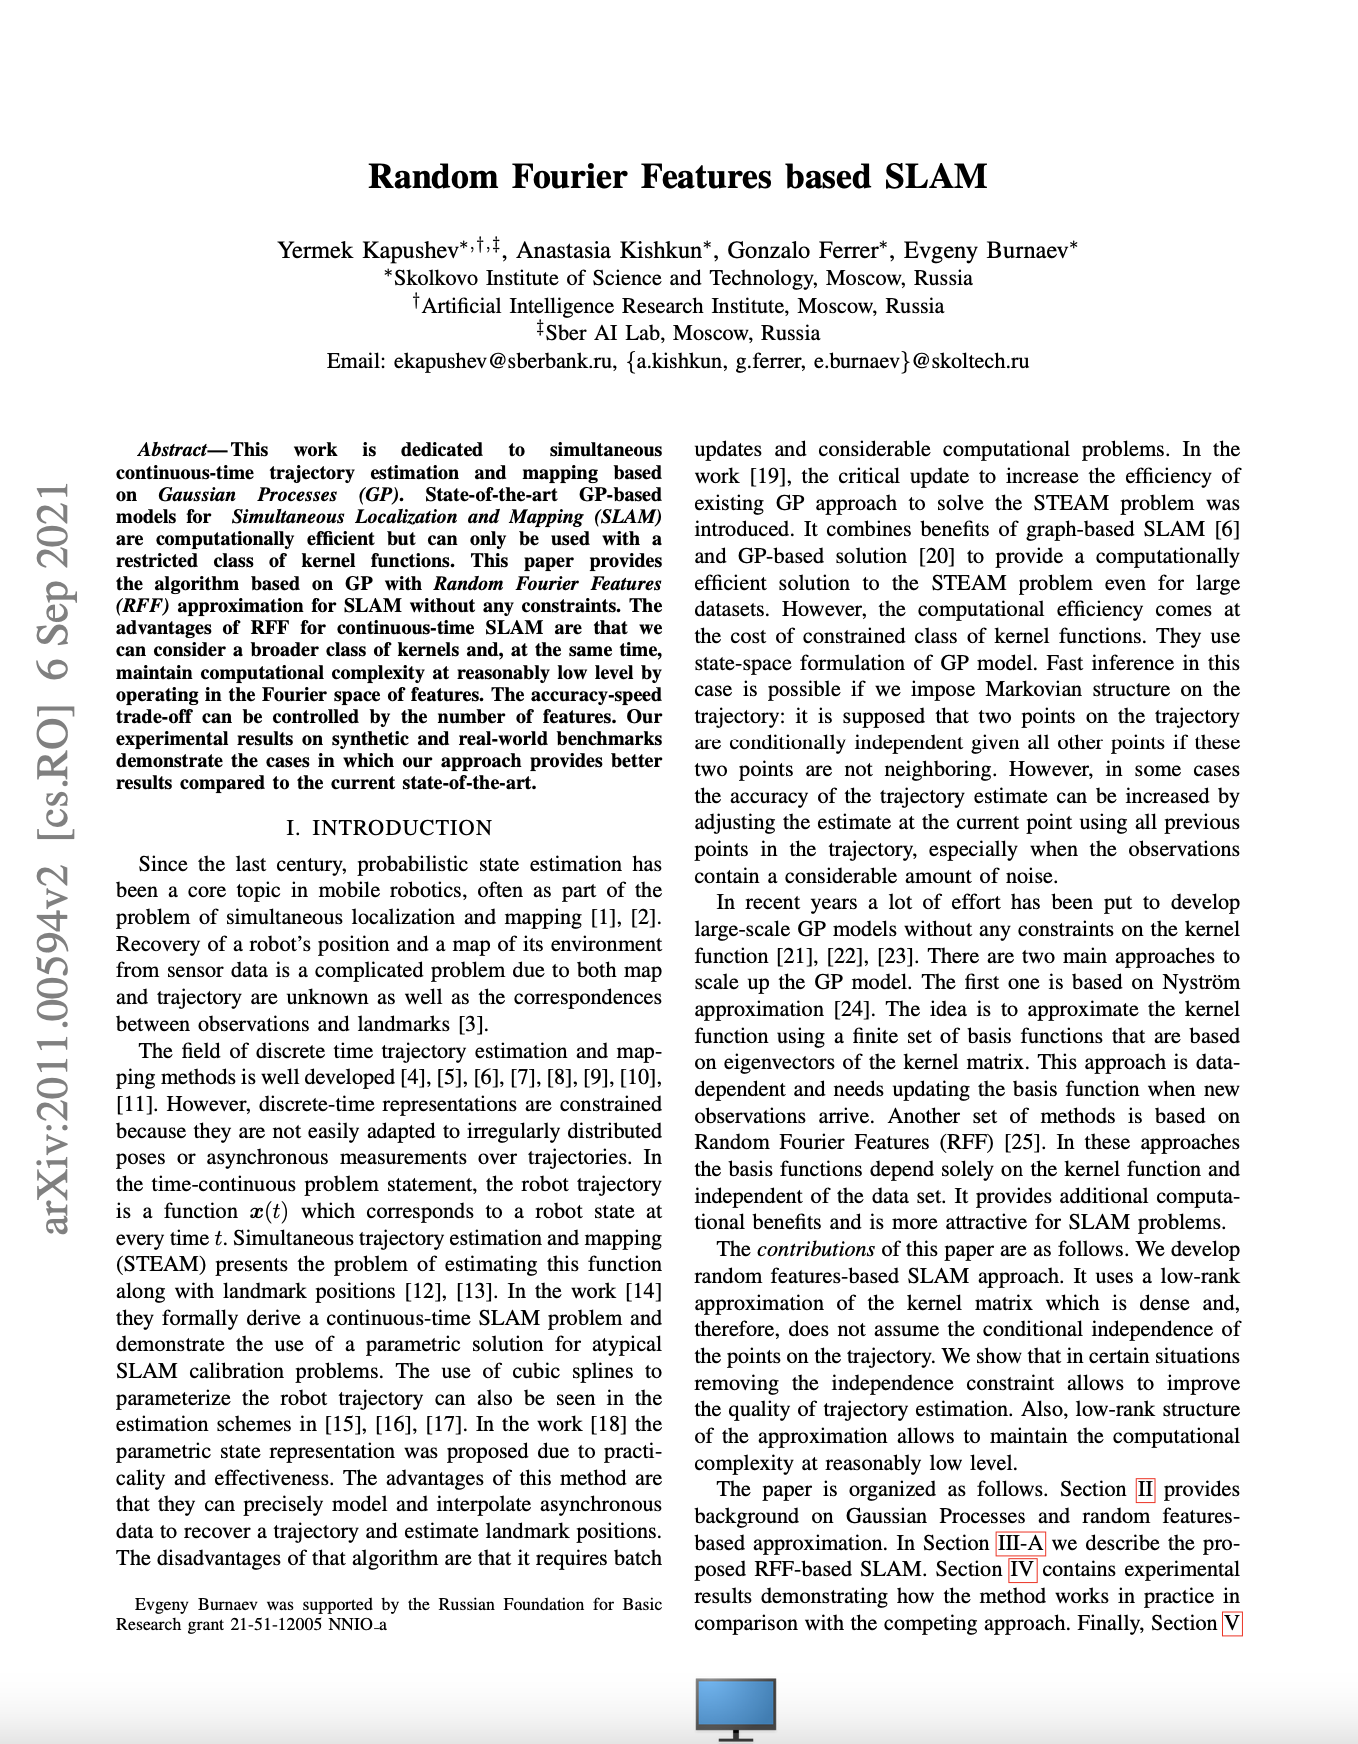 Random Fourier Features based SLAM
Yermek Kapushev*,†,‡, Anastasia Kishkun*, Gonzalo Ferrer*, Evgeny Burnaev*
*Skolkovo Institute of Science and Technology, Moscow, Russia
†Artificial Intelligence Research Institute, Moscow, Russia
‡Sber AI Lab, Moscow, Russia
Email: ekapushev@sberbank.ru, {a.kishkun, g.ferrer, e.burnaev}@skoltech.ru
arXiv:2011.00594v2 [cs.RO] 6 Sep 2021
Abstract—This work is dedicated to simultaneous
continuous-time trajectory estimation and mapping based
on Gaussian Processes (GP). State-of-the-art GP-based
models for Simultaneous Localization and Mapping (SLAM)
are computationally efficient but can only be used with a
restricted class of kernel functions. This paper provides
the algorithm based on GP with Random Fourier Features
(RFF) approximation for SLAM without any constraints. The
advantages of RFF for continuous-time SLAM are that we
can consider a broader class of kernels and, at the same time,
maintain computational complexity at reasonably low level by
operating in the Fourier space of features. The accuracy-speed
trade-off can be controlled by the number of features. Our
experimental results on synthetic and real-world benchmarks
demonstrate the cases in which our approach provides better
results compared to the current state-of-the-art.
I. INTRODUCTION
Since the last century, probabilistic state estimation has
been a core topic in mobile robotics, often as part of the
problem of simultaneous localization and mapping [1], [2].
Recovery of a robot's position and a map of its environment
from sensor data is a complicated problem due to both map
and trajectory are unknown as well as the correspondences
between observations and landmarks [3].
The field of discrete time trajectory estimation and map-
ping methods is well developed [4], [5], [6], [7], [8], [9], [10],
[11]. However, discrete-time representations are constrained
because they are not easily adapted to irregularly distributed
poses or asynchronous measurements over trajectories. In
the time-continuous problem statement, the robot trajectory
is a function x(t) which corresponds to a robot state at
every time t. Simultaneous trajectory estimation and mapping
(STEAM) presents the problem of estimating this function
along with landmark positions [12], [13]. In the work [14]
they formally derive a continuous-time SLAM problem and
demonstrate the use of a parametric solution for atypical
SLAM calibration problems. The use of cubic splines to
parameterize the robot trajectory can also be seen in the
estimation schemes in [15], [16], [17]. In the work [18] the
parametric state representation was proposed due to practi-
cality and effectiveness. The advantages of this method are
that they can precisely model and interpolate asynchronous
data to recover a trajectory and estimate landmark positions.
The disadvantages of that algorithm are that it requires batch
Evgeny Burnaev was supported by the Russian Foundation for Basic
Research grant 21-51-12005 NNIO_a
updates and considerable computational problems. In the
work [19], the critical update to increase the efficiency of
existing GP approach to solve the STEAM problem was
introduced. It combines benefits of graph-based SLAM [6]
and GP-based solution [20] to provide a computationally
efficient solution to the STEAM problem even for large
datasets. However, the computational efficiency comes at
the cost of constrained class of kernel functions. They use
state-space formulation of GP model. Fast inference in this
case is possible if we impose Markovian structure on the
trajectory: it is supposed that two points on the trajectory
are conditionally independent given all other points if these
two points are not neighboring. However, in some cases
the accuracy of the trajectory estimate can be increased by
adjusting the estimate at the current point using all previous
points in the trajectory, especially when the observations
contain a considerable amount of noise.
In recent years a lot of effort has been put to develop
large-scale GP models without any constraints on the kernel
function [21], [22], [23]. There are two main approaches to
scale up the GP model. The first one is based on Nyström
approximation [24]. The idea is to approximate the kernel
function using a finite set of basis functions that are based
on eigenvectors of the kernel matrix. This approach is data-
dependent and needs updating the basis function when new
observations arrive. Another set of methods is based on
Random Fourier Features (RFF) [25]. In these approaches
the basis functions depend solely on the kernel function and
independent of the data set. It provides additional computa-
tional benefits and is more attractive for SLAM problems.
The contributions of this paper are as follows. We develop
random features-based SLAM approach. It uses a low-rank
approximation of the kernel matrix which is dense and,
therefore, does not assume the conditional independence of
the points on the trajectory. We show that in certain situations
removing the independence constraint allows to improve
the quality of trajectory estimation. Also, low-rank structure
of the approximation allows to maintain the computational
complexity at reasonably low level.
The paper is organized as follows. Section II provides
background on Gaussian Processes and random features-
based approximation. In Section III-A we describe the pro-
posed RFF-based SLAM. Section IV contains experimental
results demonstrating how the method works in practice in
comparison with the competing approach. Finally, Section V